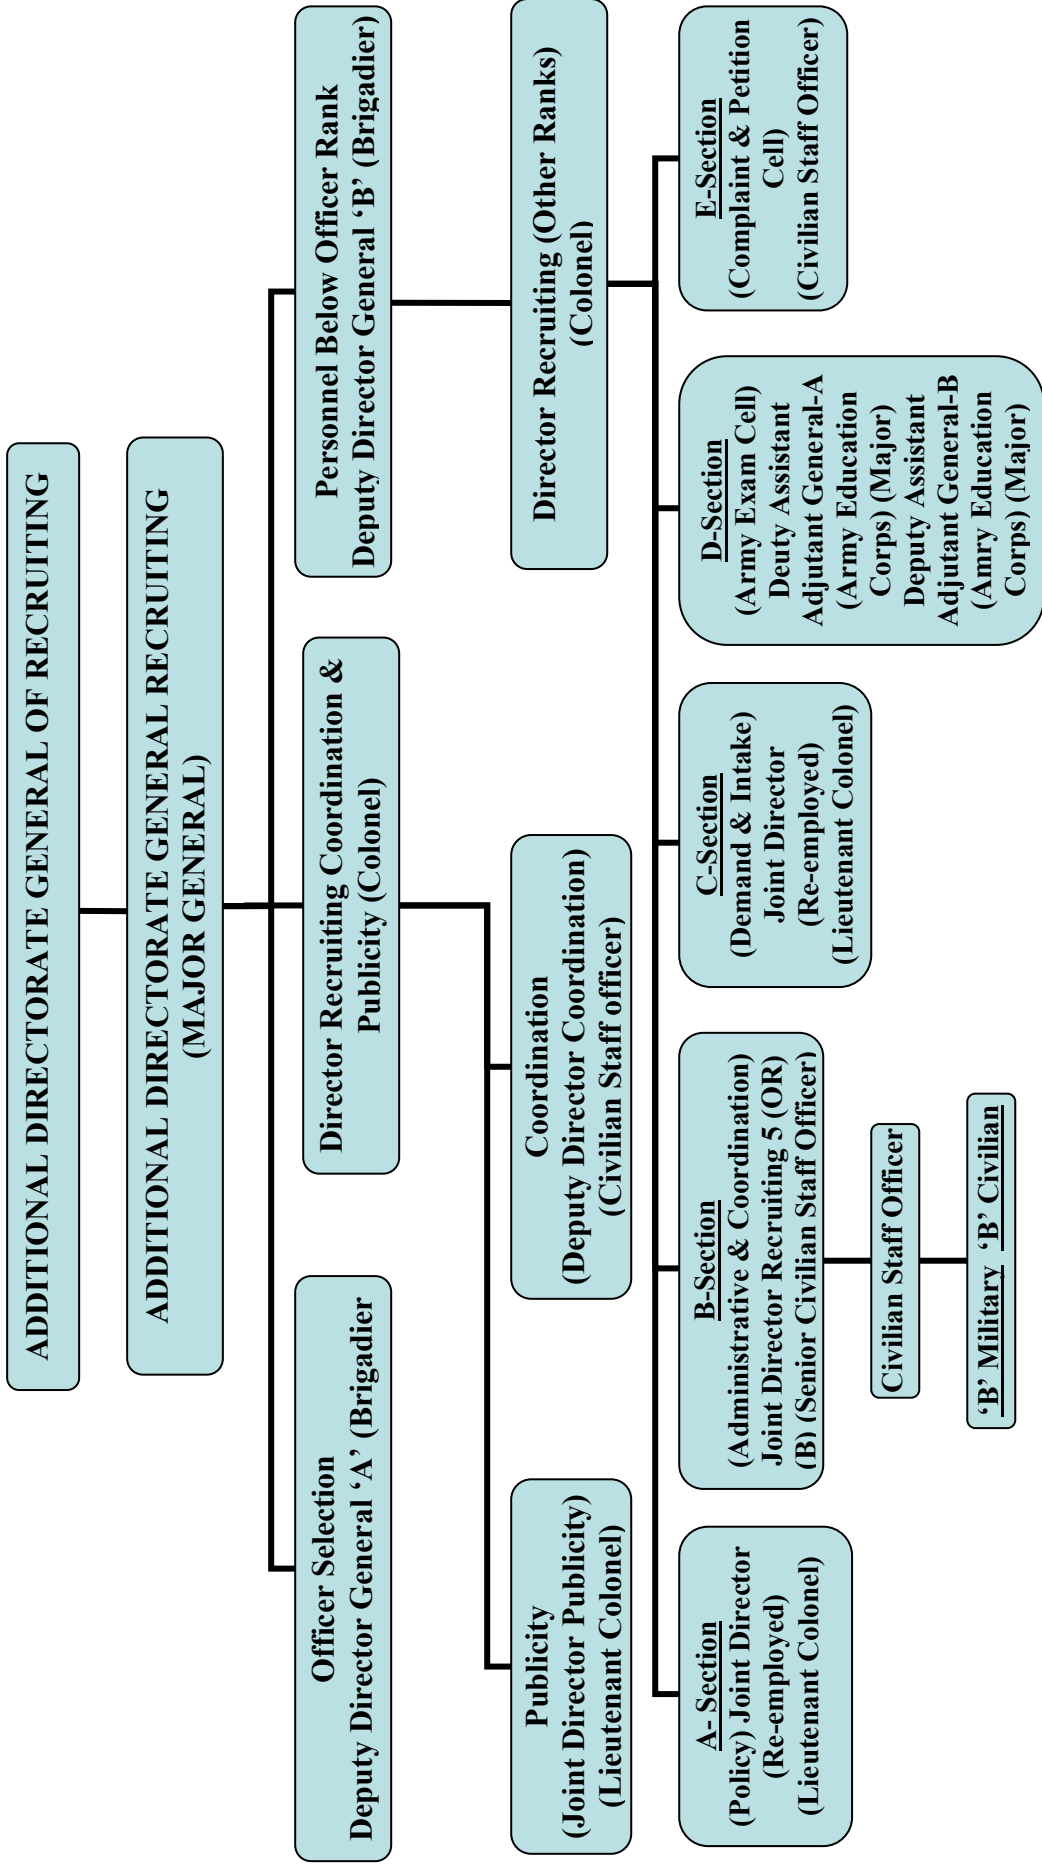 ADDITIONAL DIRECTORATE GENERAL OF RECRUITING
ADDITIONAL DIRECTORATE GENERAL RECRUITING
(MAJOR GENERAL)
Officer Selection
Deputy Director General ‘A’ (Brigadier
Director Recruiting Coordination &
Publicity (Colonel)
Personnel Below Officer Rank
Deputy Director General ‘B’ (Brigadier)
Publicity
(Joint Director Publicity)
(Lieutenant Colonel)
Coordination
(Deputy Director Coordination)
((Civilian Staff officer)
Director Recruiting (Other Ranks)
(Colonel)
A- Section
(Policy) Joint Director
(Re-employed)
(Lieutenant Colonel)
B-Section
(Administrative & Coordination)
Joint Director Recruiting 5 (OR)
(B) (Senior Civilian Staff Officer)
C-Section
(Demand & Intake)
Joint Director
(Re-employed)
(Lieutenant Colonel)
D-Section
(Army Exam Cell)
Deuty Assistant
Adjutant General-A
(Army Education
Corps) (Major)
Deputy Assistant
Adjutant General-B
(Amry Education
Corps) (Major)
E-Section
(Complaint & Petition
Cell)
(Civilian Staff Officer)
Civilian Staff Officer
‘B’ Military ‘B’ Civilian